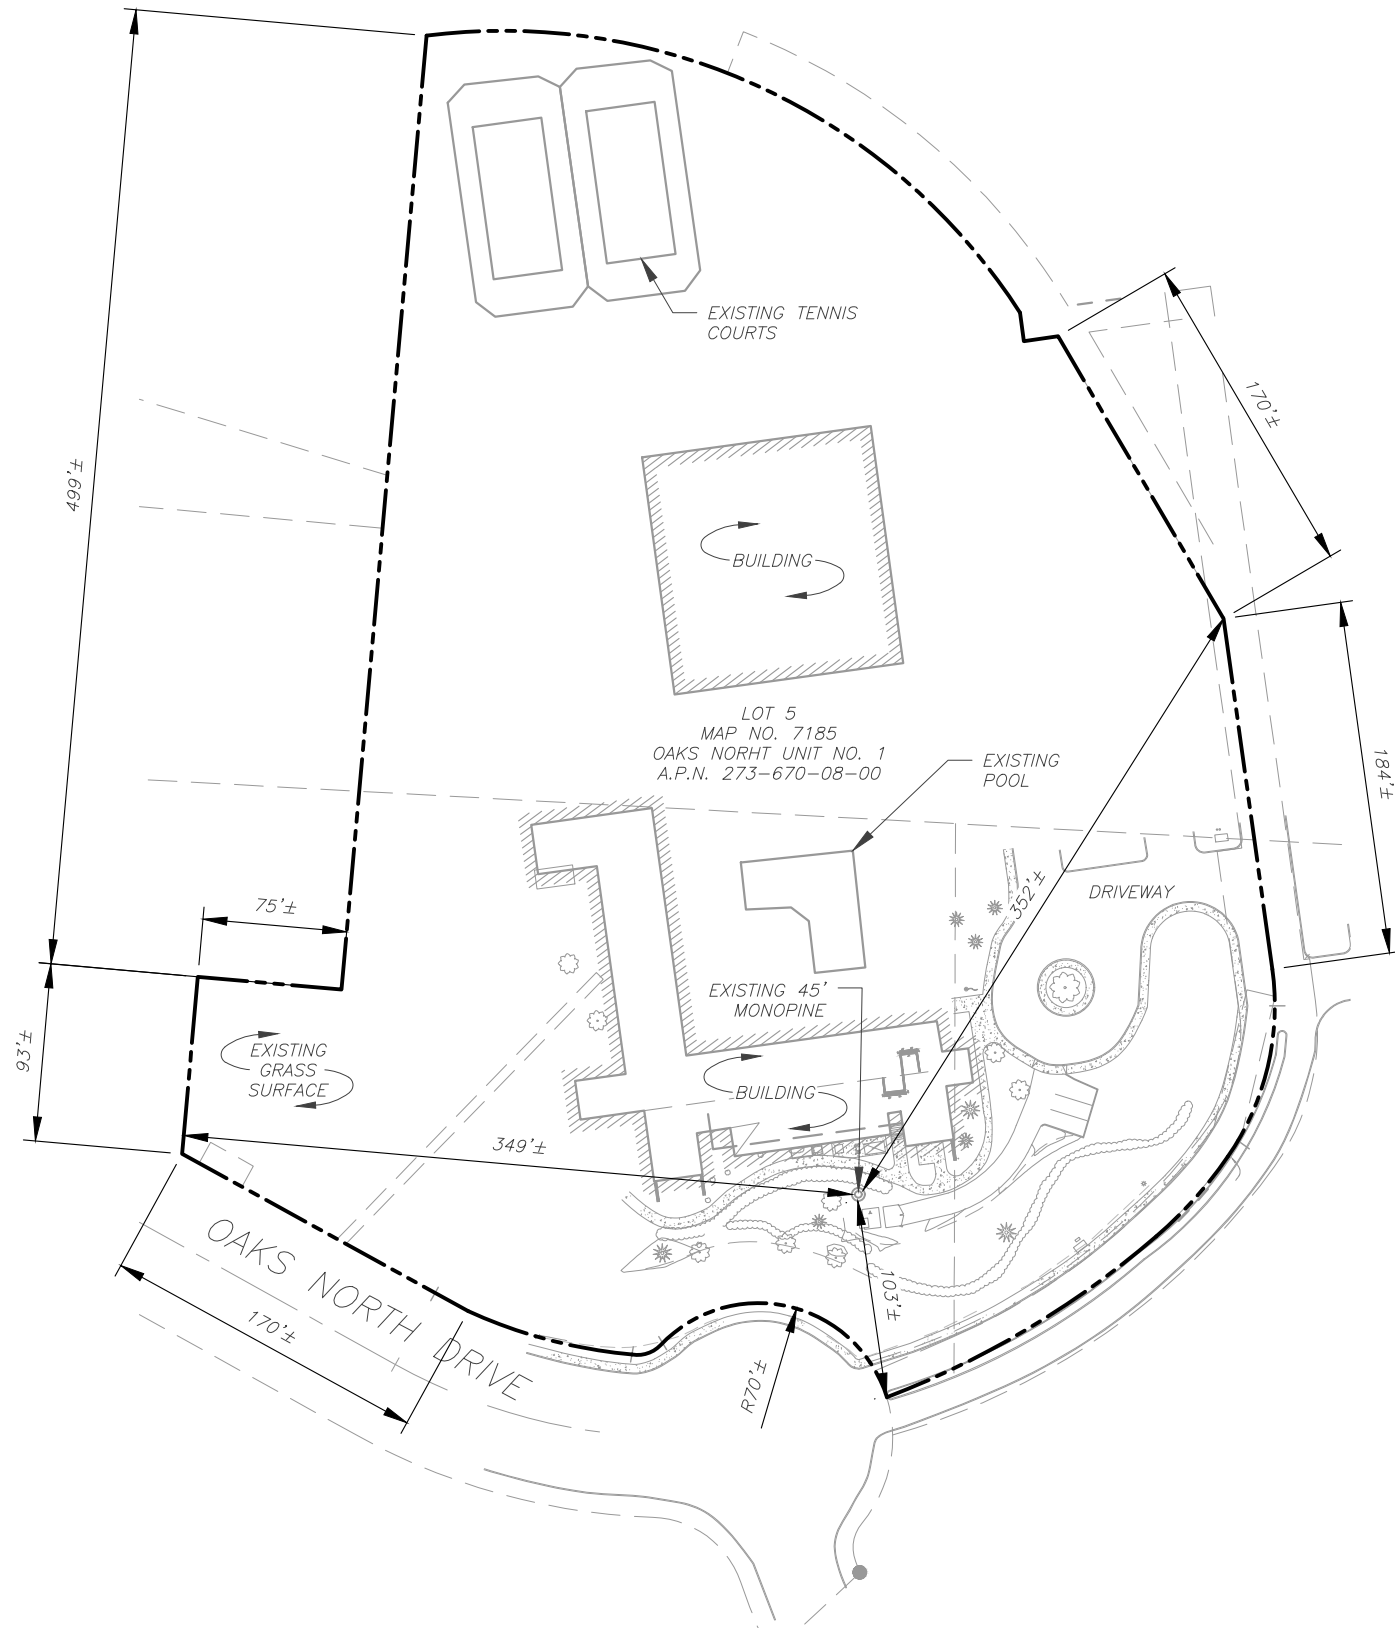 EXISTING TENNIS
COURTS
170'±
499'±
BUILDING
LOT 5
MAP NO. 7185
OAKS NORHT UNIT NO. 1
A.P.N. 273-670-08-00
EXISTING
POOL
184'±
352'±
DRIVEWAY
75'±
EXISTING 45'
MONOPINE
93'±
EXISTING
GRASS
SURFACE
BUILDING
349'±
OAKS NORTH DRIVE
170'±
103'±
R70'±